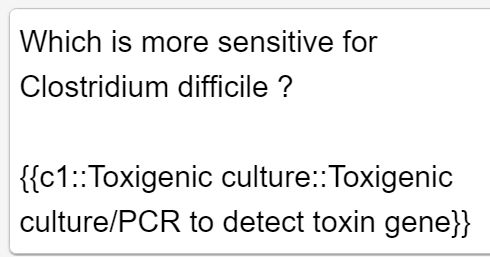 Which is more sensitive for
Clostridium difficile ?
{{c1::Toxigenic culture::Toxigenic
culture/PCR to detect toxin gene}}